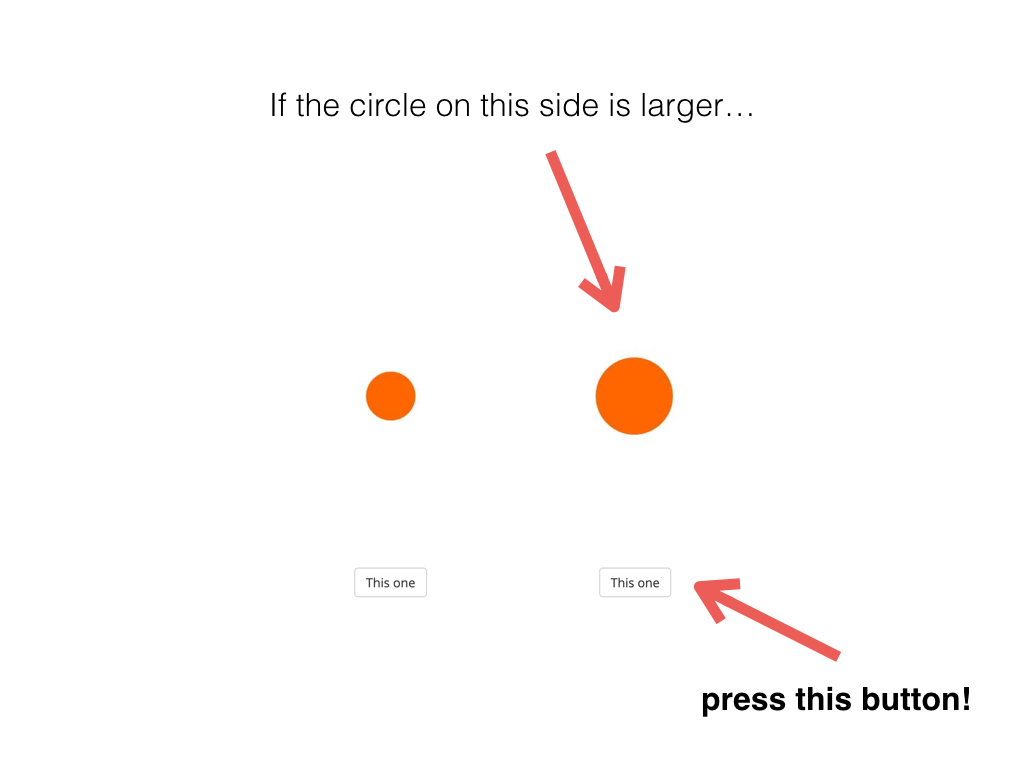 If the circle on this side is larger…
This one
This one
press this button!